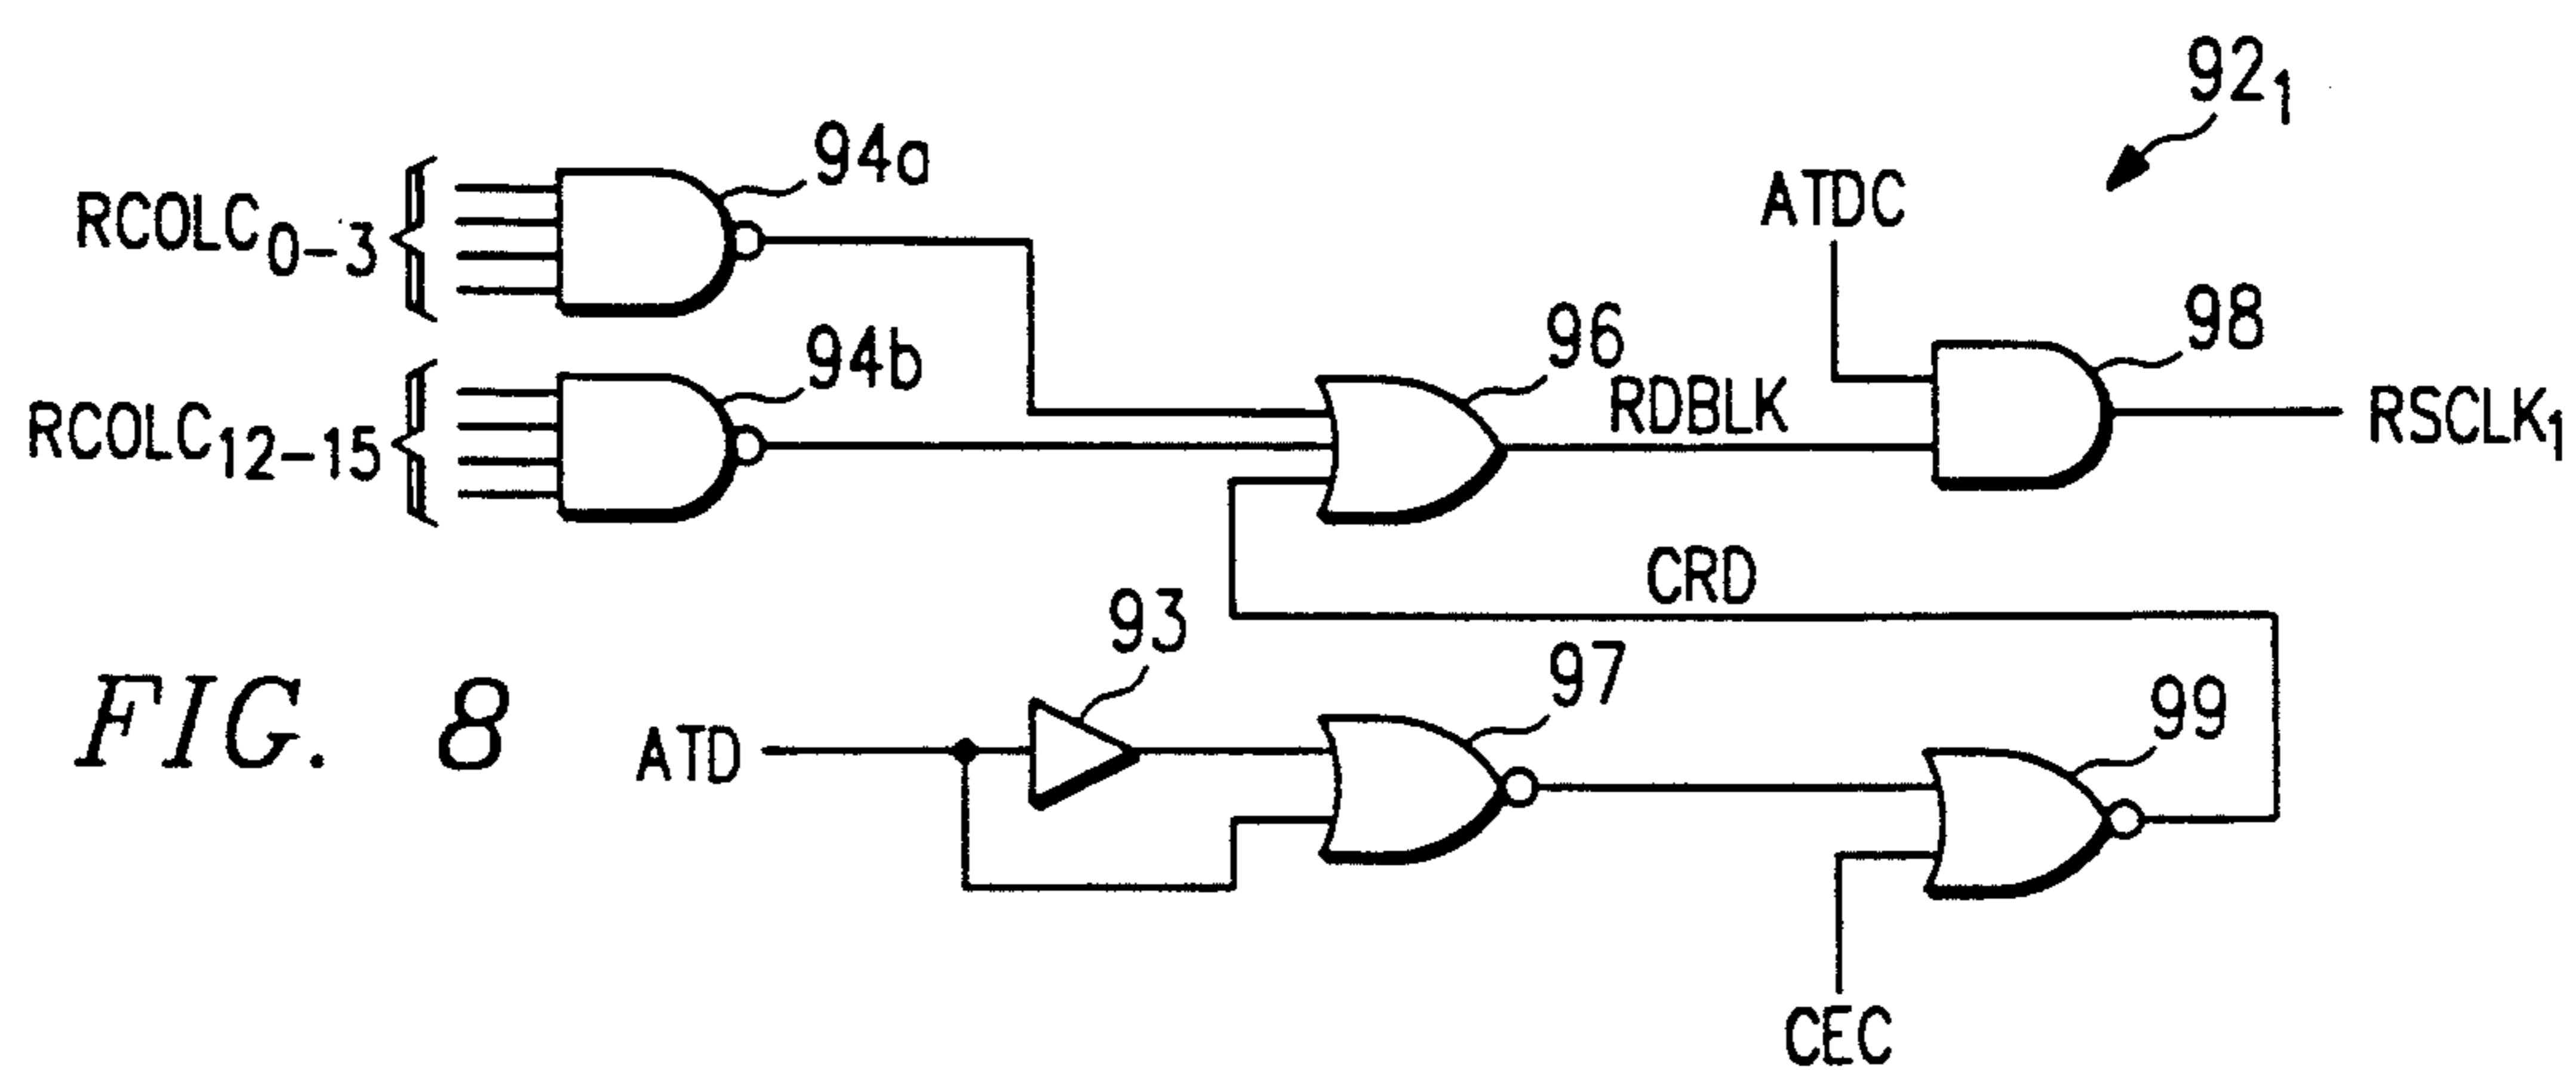 92₁
94a
RCOLC₀₋₃
ATDC
98
94b
96
RCOLC₁₂₋₁₅
RDBLK
RSCLK₁
CRD
93
97
99
FIG. 8
ATD
CEC